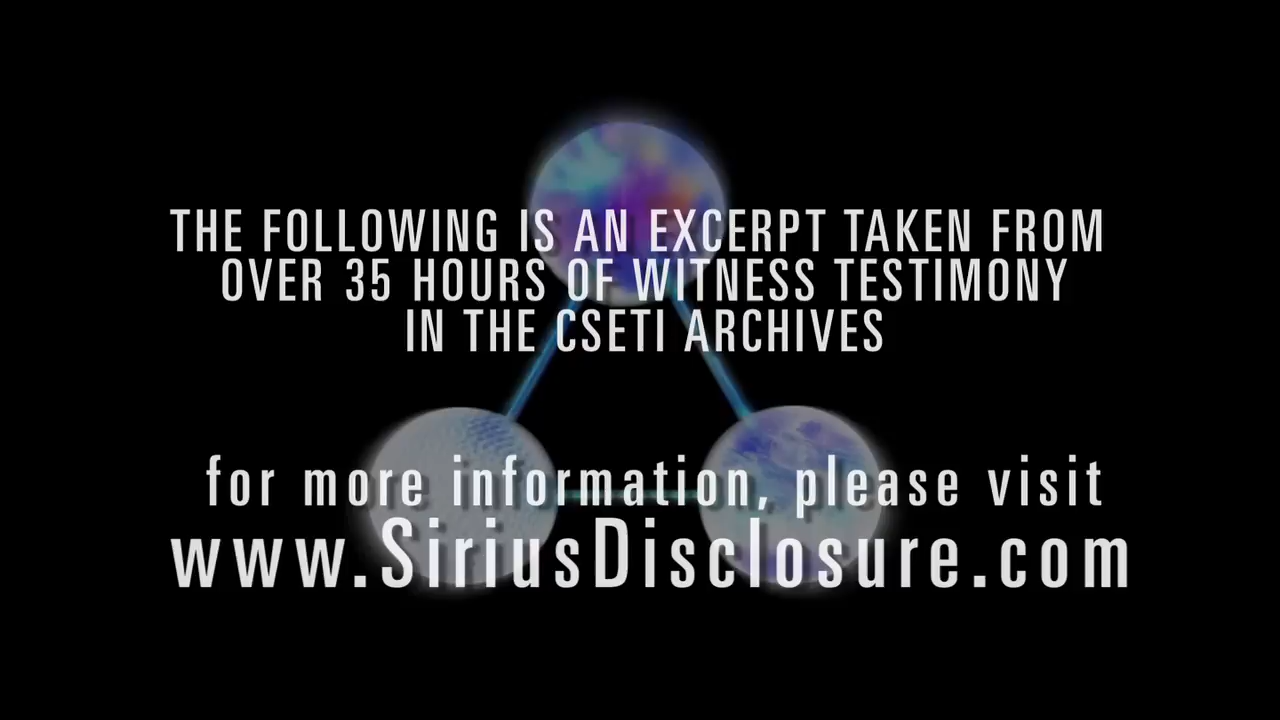 THE FOLLOWING IS AN EXCERPT TAKEN FROM
OVER 35 HOURS OF WITNESS TESTIMONY
IN THE CSETI ARCHIVES
for more information, please visit
www.SiriusDisclosure.com